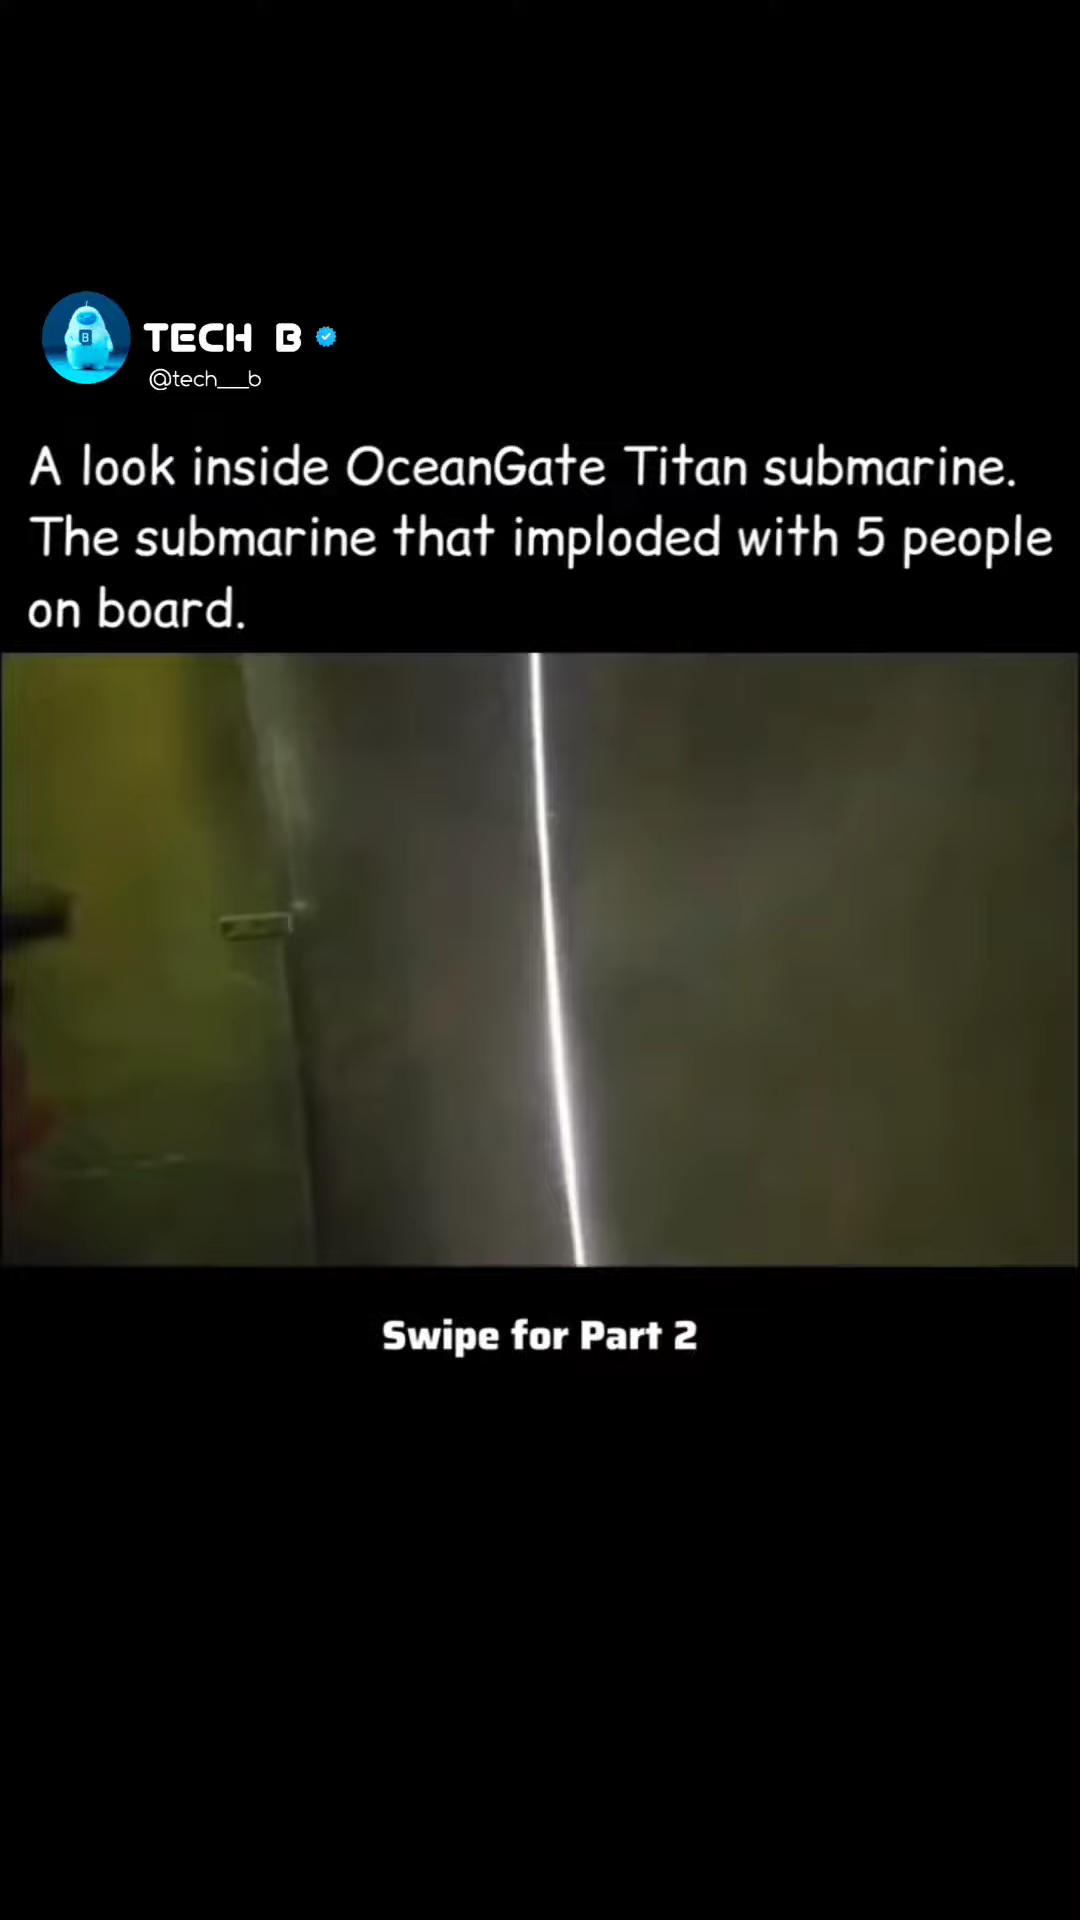 TECH B
@tech___b
A look inside OceanGate Titan submarine.
The submarine that imploded with 5 people
on board.
Swipe for Part 2